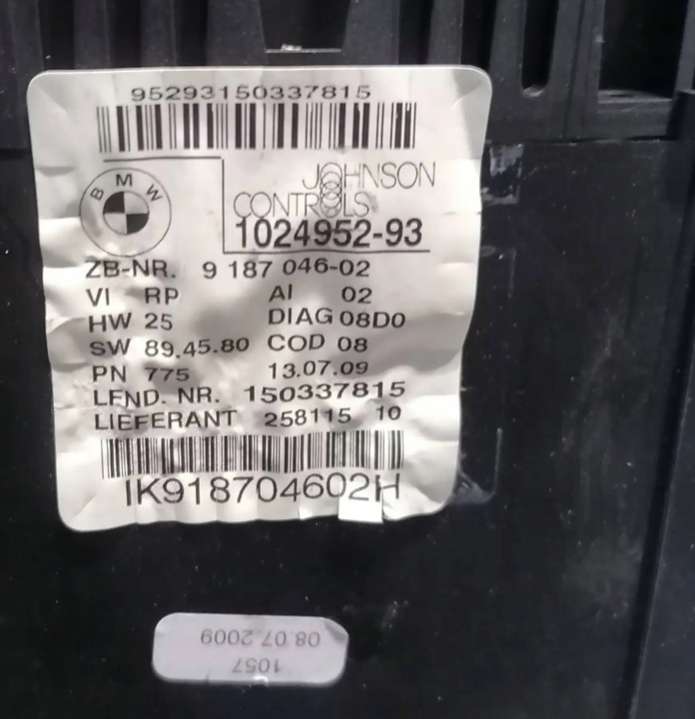 95293150337815
BMW
JOHNSON
CONTROLS
1024952-93
ZB-NR. 9 187 046-02
VI RP AI 02
HW 25 DIAG 08D0
SW 89.45.80 COD 08
PN 775 13.07.09
LFND. NR. 150337815
LIEFERANT 258115 10
IK918704602H
1057
08.07.2009